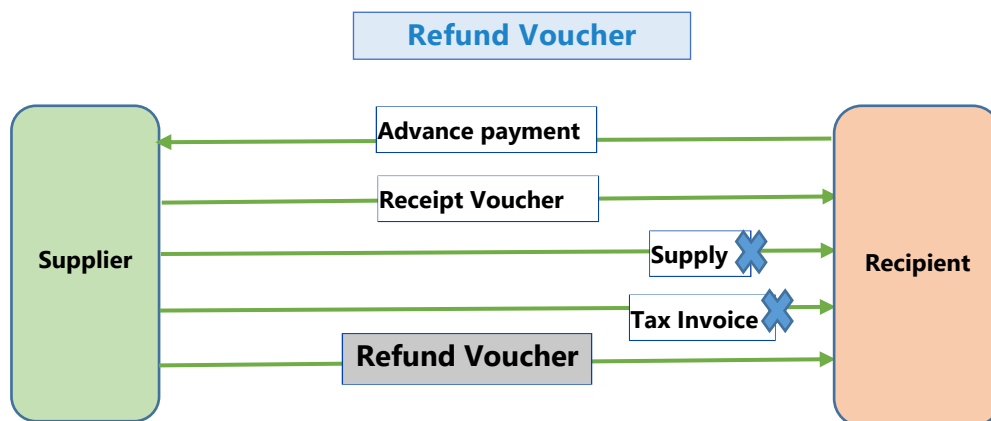 Refund Voucher
Advance payment
Receipt Voucher
Supply
Supplier
Recipient
Tax Invoice
Refund Voucher